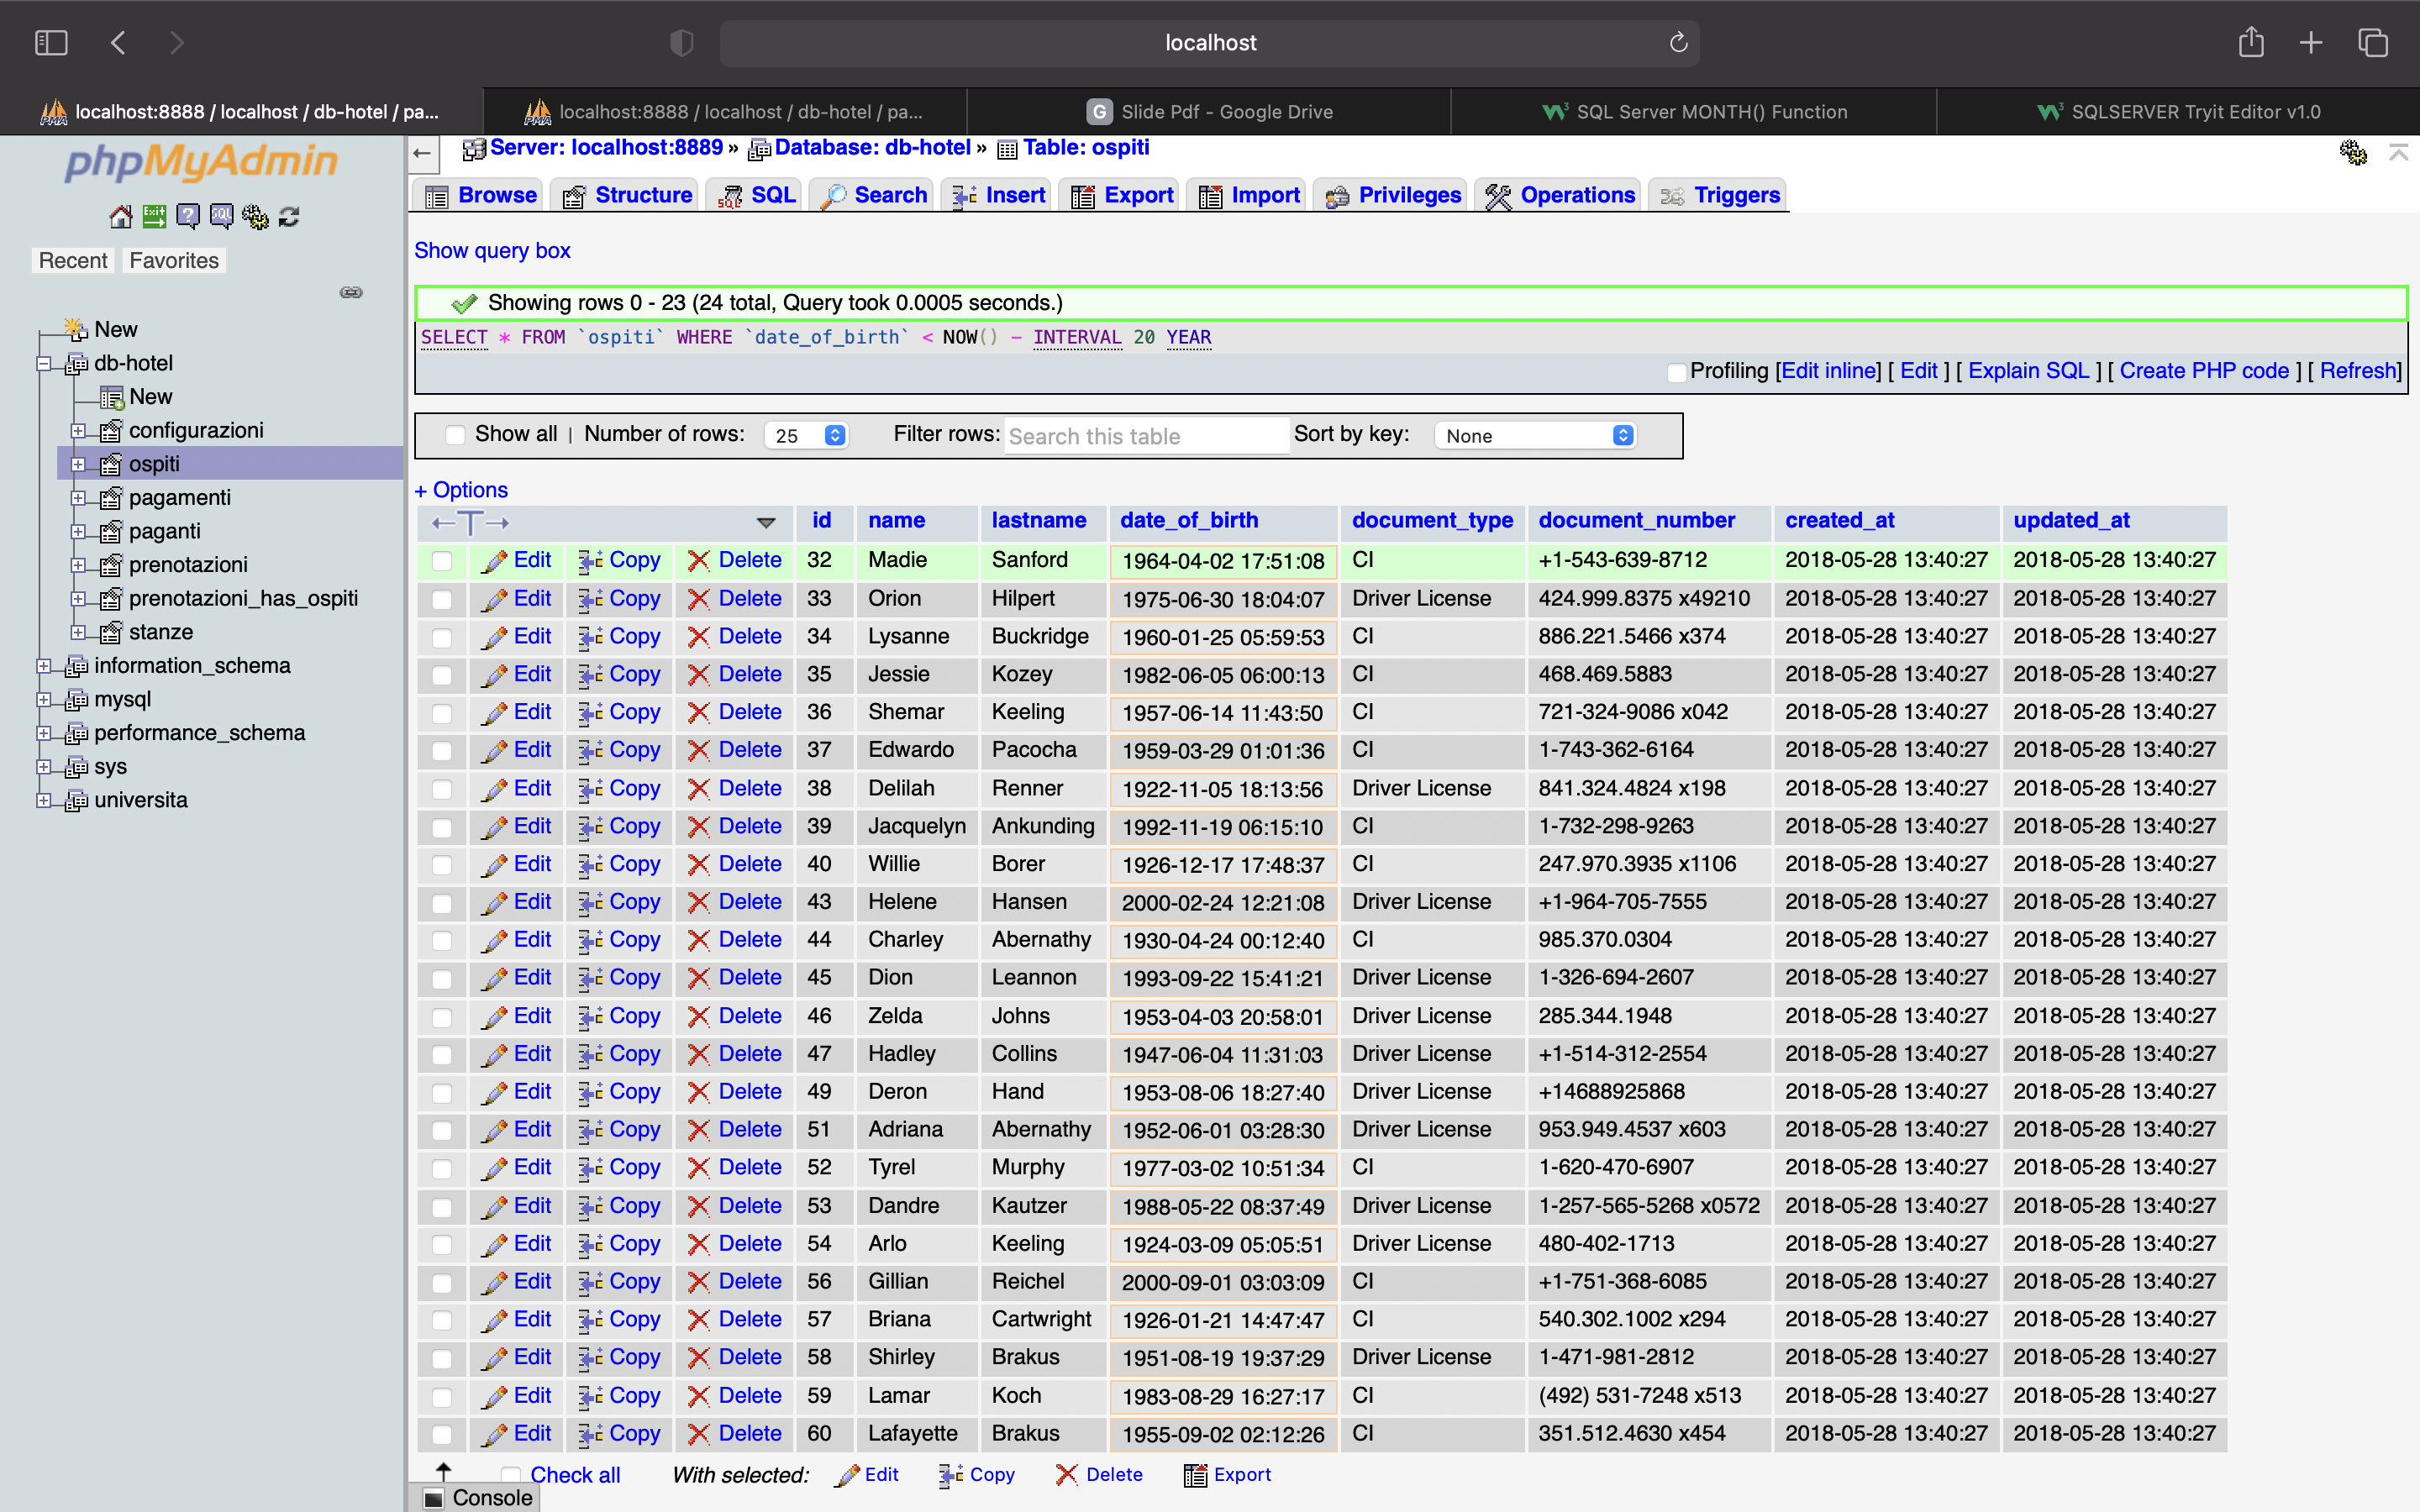 localhost
localhost:8888 / localhost / db-hotel / pa...
localhost:8888 / localhost / db-hotel / pa...
G Slide Pdf - Google Drive
SQL Server MONTH() Function
SQLSERVER Tryit Editor v1.0
phpMyAdmin
Recent Favorites
New
db-hotel
New
configurazioni
ospiti
pagamenti
paganti
prenotazioni
prenotazioni_has_ospiti
stanze
information_schema
mysql
performance_schema
sys
universita
Server: localhost:8889 » Database: db-hotel » Table: ospiti
Browse Structure SQL Search Insert Export Import Privileges Operations Triggers
Show query box
Showing rows 0 - 23 (24 total, Query took 0.0005 seconds.)
SELECT * FROM `ospiti` WHERE `date_of_birth` < NOW() - INTERVAL 20 YEAR
Profiling [Edit inline] [ Edit ] [ Explain SQL ] [ Create PHP code ] [ Refresh]
Show all | Number of rows: 25 Filter rows: Search this table Sort by key: None
+ Options
←T→ id name lastname date_of_birth document_type document_number created_at updated_at
Edit Copy Delete 32 Madie Sanford 1964-04-02 17:51:08 CI +1-543-639-8712 2018-05-28 13:40:27 2018-05-28 13:40:27
Edit Copy Delete 33 Orion Hilpert 1975-06-30 18:04:07 Driver License 424.999.8375 x49210 2018-05-28 13:40:27 2018-05-28 13:40:27
Edit Copy Delete 34 Lysanne Buckridge 1960-01-25 05:59:53 CI 886.221.5466 x374 2018-05-28 13:40:27 2018-05-28 13:40:27
Edit Copy Delete 35 Jessie Kozey 1982-06-05 06:00:13 CI 468.469.5883 2018-05-28 13:40:27 2018-05-28 13:40:27
Edit Copy Delete 36 Shemar Keeling 1957-06-14 11:43:50 CI 721-324-9086 x042 2018-05-28 13:40:27 2018-05-28 13:40:27
Edit Copy Delete 37 Edwardo Pacocha 1959-03-29 01:01:36 CI 1-743-362-6164 2018-05-28 13:40:27 2018-05-28 13:40:27
Edit Copy Delete 38 Delilah Renner 1922-11-05 18:13:56 Driver License 841.324.4824 x198 2018-05-28 13:40:27 2018-05-28 13:40:27
Edit Copy Delete 39 Jacquelyn Ankunding 1992-11-19 06:15:10 CI 1-732-298-9263 2018-05-28 13:40:27 2018-05-28 13:40:27
Edit Copy Delete 40 Willie Borer 1926-12-17 17:48:37 CI 247.970.3935 x1106 2018-05-28 13:40:27 2018-05-28 13:40:27
Edit Copy Delete 43 Helene Hansen 2000-02-24 12:21:08 Driver License +1-964-705-7555 2018-05-28 13:40:27 2018-05-28 13:40:27
Edit Copy Delete 44 Charley Abernathy 1930-04-24 00:12:40 CI 985.370.0304 2018-05-28 13:40:27 2018-05-28 13:40:27
Edit Copy Delete 45 Dion Leannon 1993-09-22 15:41:21 Driver License 1-326-694-2607 2018-05-28 13:40:27 2018-05-28 13:40:27
Edit Copy Delete 46 Zelda Johns 1953-04-03 20:58:01 Driver License 285.344.1948 2018-05-28 13:40:27 2018-05-28 13:40:27
Edit Copy Delete 47 Hadley Collins 1947-06-04 11:31:03 Driver License +1-514-312-2554 2018-05-28 13:40:27 2018-05-28 13:40:27
Edit Copy Delete 49 Deron Hand 1953-08-06 18:27:40 Driver License +14688925868 2018-05-28 13:40:27 2018-05-28 13:40:27
Edit Copy Delete 51 Adriana Abernathy 1952-06-01 03:28:30 Driver License 953.949.4537 x603 2018-05-28 13:40:27 2018-05-28 13:40:27
Edit Copy Delete 52 Tyrel Murphy 1977-03-02 10:51:34 CI 1-620-470-6907 2018-05-28 13:40:27 2018-05-28 13:40:27
Edit Copy Delete 53 Dandre Kautzer 1988-05-22 08:37:49 Driver License 1-257-565-5268 x0572 2018-05-28 13:40:27 2018-05-28 13:40:27
Edit Copy Delete 54 Arlo Keeling 1924-03-09 05:05:51 Driver License 480-402-1713 2018-05-28 13:40:27 2018-05-28 13:40:27
Edit Copy Delete 56 Gillian Reichel 2000-09-01 03:03:09 CI +1-751-368-6085 2018-05-28 13:40:27 2018-05-28 13:40:27
Edit Copy Delete 57 Briana Cartwright 1926-01-21 14:47:47 CI 540.302.1002 x294 2018-05-28 13:40:27 2018-05-28 13:40:27
Edit Copy Delete 58 Shirley Brakus 1951-08-19 19:37:29 Driver License 1-471-981-2812 2018-05-28 13:40:27 2018-05-28 13:40:27
Edit Copy Delete 59 Lamar Koch 1983-08-29 16:27:17 CI (492) 531-7248 x513 2018-05-28 13:40:27 2018-05-28 13:40:27
Edit Copy Delete 60 Lafayette Brakus 1955-09-02 02:12:26 CI 351.512.4630 x454 2018-05-28 13:40:27 2018-05-28 13:40:27
Check all With selected: Edit Copy Delete Export
Console